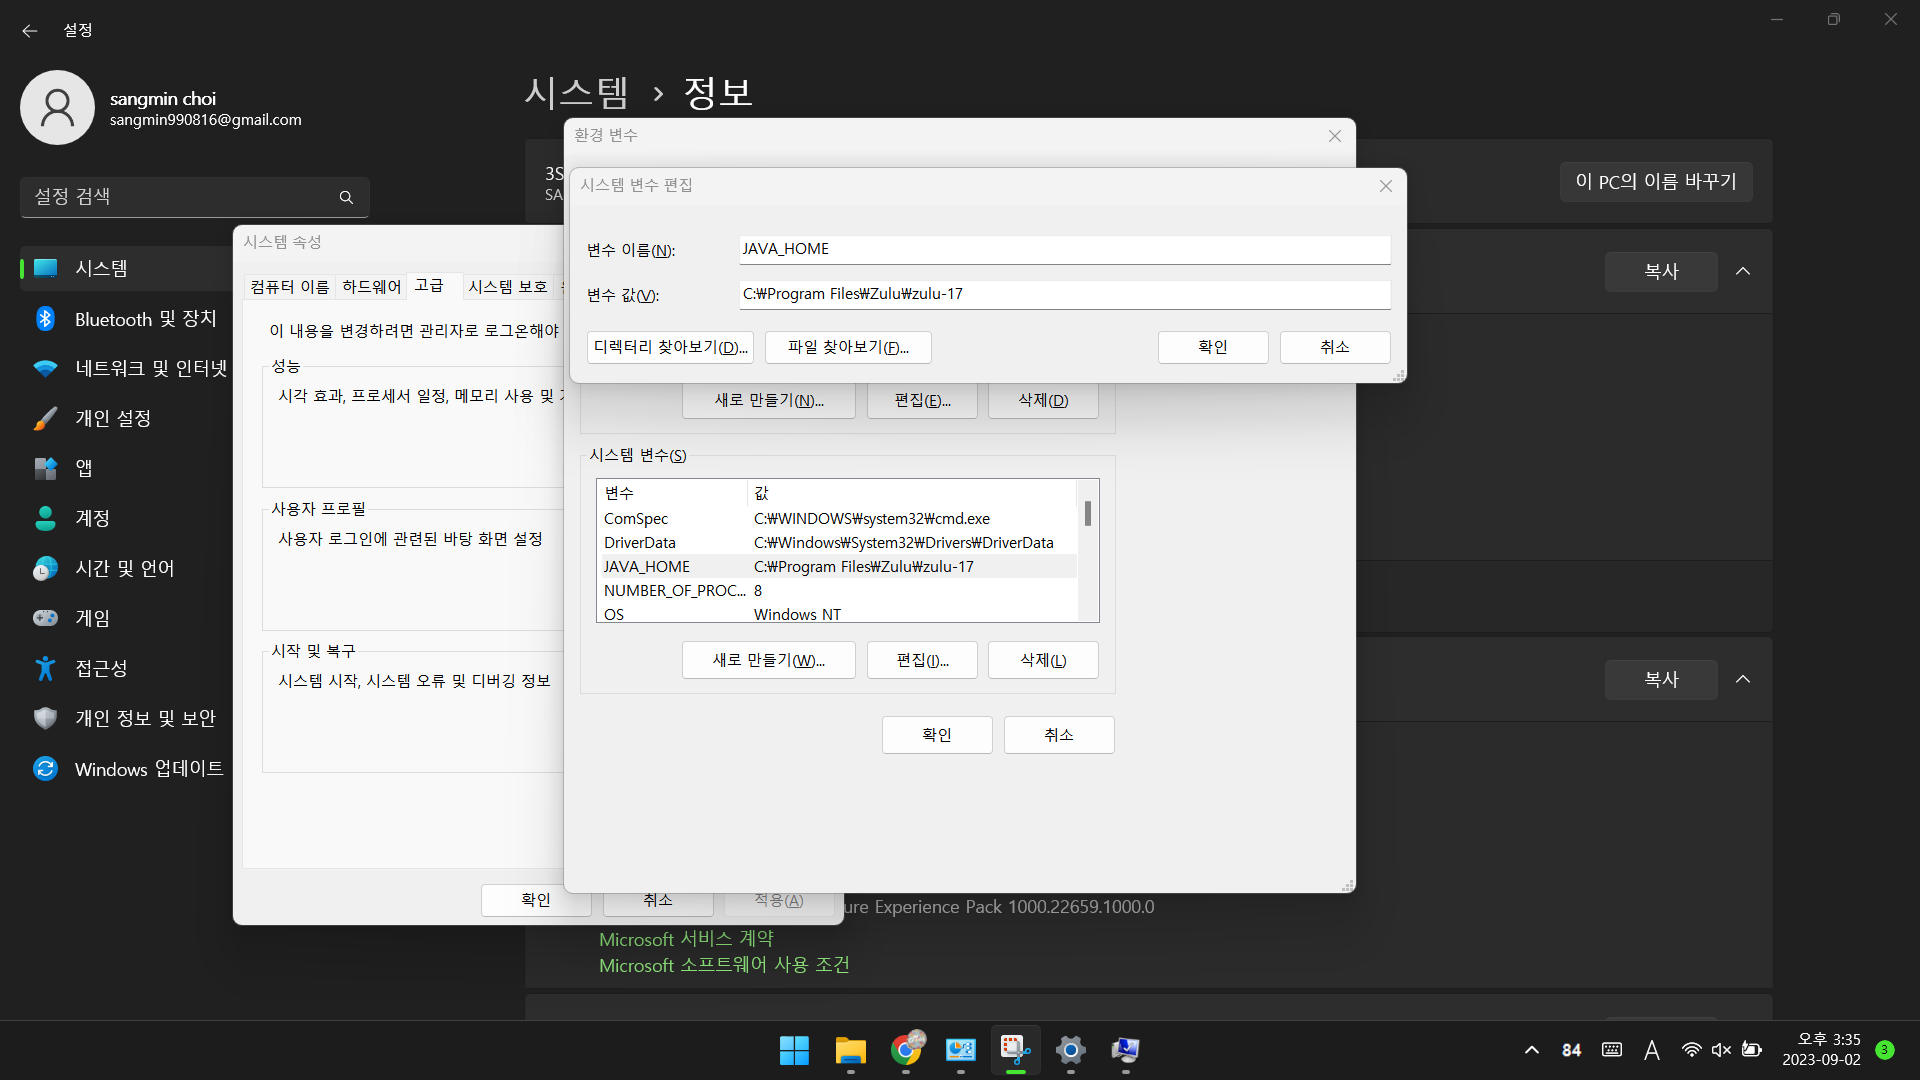 설정
sangmin choi
sangmin990816@gmail.com
설정 검색
시스템
Bluetooth 및 장치
네트워크 및 인터넷
개인 설정
앱
계정
시간 및 언어
게임
접근성
개인 정보 및 보안
Windows 업데이트
시스템 › 정보
3S
SA
이 PC의 이름 바꾸기
복사
복사
ure Experience Pack 1000.22659.1000.0
Microsoft 서비스 계약
Microsoft 소프트웨어 사용 조건
시스템 속성
컴퓨터 이름 하드웨어 고급 시스템 보호
이 내용을 변경하려면 관리자로 로그온해야
성능
시각 효과, 프로세서 일정, 메모리 사용 및
사용자 프로필
사용자 로그인에 관련된 바탕 화면 설정
시작 및 복구
시스템 시작, 시스템 오류 및 디버깅 정보
확인 취소 적용(A)
환경 변수
시스템 변수 편집
변수 이름(N): JAVA_HOME
변수 값(V): C:₩Program Files₩Zulu₩zulu-17
디렉터리 찾아보기(D)... 파일 찾아보기(F)... 확인 취소
새로 만들기(N)... 편집(E)... 삭제(D)
시스템 변수(S)
변수 값
ComSpec C:₩WINDOWS₩system32₩cmd.exe
DriverData C:₩Windows₩System32₩Drivers₩DriverData
JAVA_HOME C:₩Program Files₩Zulu₩zulu-17
NUMBER_OF_PROC... 8
OS Windows NT
새로 만들기(W)... 편집(I)... 삭제(L)
확인 취소
84 A 오후 3:35
2023-09-02 3